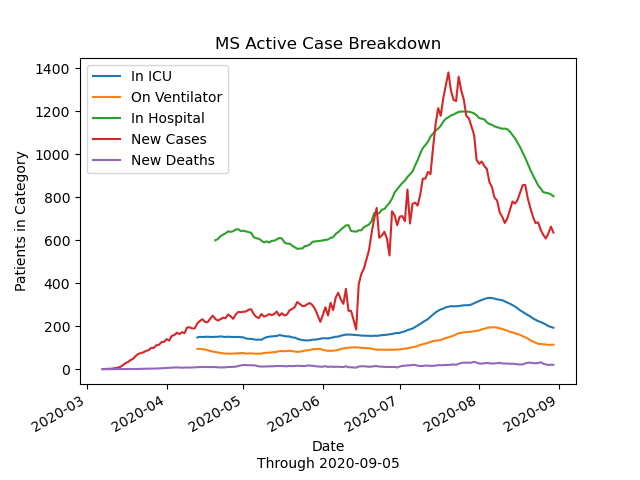 MS Active Case Breakdown
In ICU
On Ventilator
In Hospital
New Cases
New Deaths
Patients in Category
1400
1200
1000
800
600
400
200
0
2020-03
2020-04
2020-05
2020-06
2020-07
2020-08
2020-09
Date
Through 2020-09-05